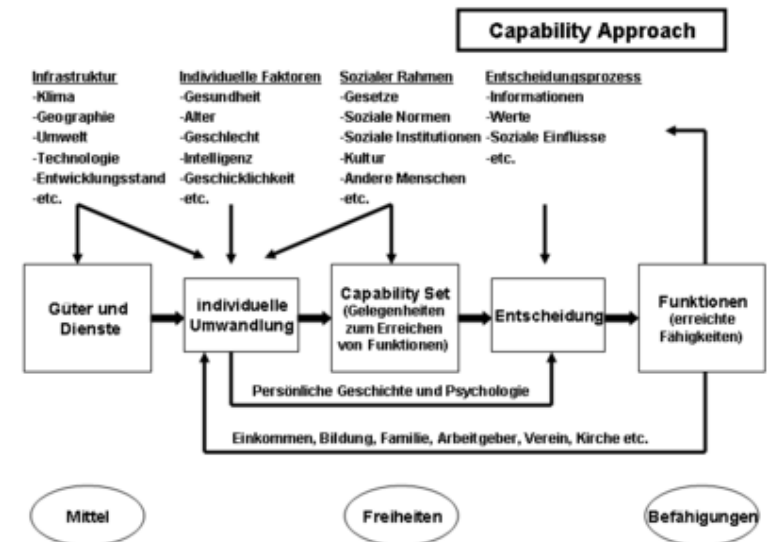 Capability Approach
Infrastruktur
-Klima
-Geographie
-Umwelt
-Technologie
-Entwicklungsstand
-etc.
Individuelle Faktoren
-Gesundheit
-Alter
-Geschlecht
-Intelligenz
-Geschicklichkeit
-etc.
Sozialer Rahmen
-Gesetze
-Soziale Normen
-Soziale Institutionen
-Kultur
-Andere Menschen
-etc.
Entscheidungsprozess
-Informationen
-Werte
-Soziale Einflüsse
-etc.
Güter und
Dienste
individuelle
Umwandlung
Capability Set
(Gelegenheiten
zum Erreichen
von Funktionen)
Entscheidung
Funktionen
(erreichte
Fähigkeiten)
Persönliche Geschichte und Psychologie
Einkommen, Bildung, Familie, Arbeitgeber, Verein, Kirche etc.
Mittel
Freiheiten
Befähigungen